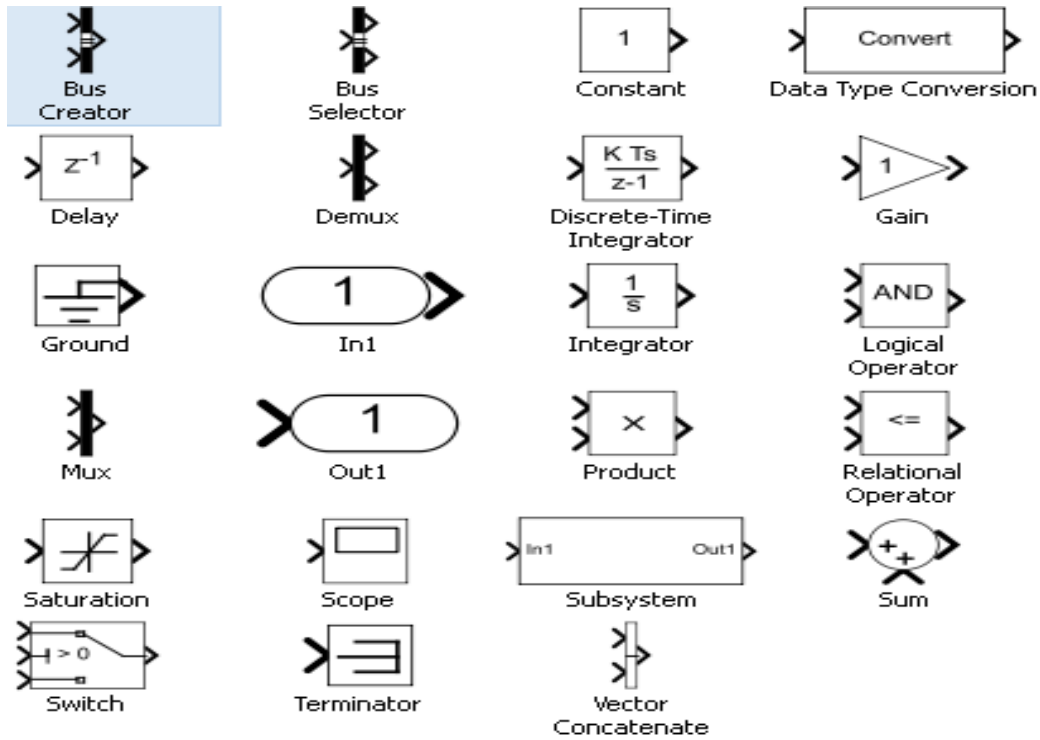 1
Convert
Bus
Creator
Bus
Selector
Constant
Data Type Conversion
Z-1
K Ts
z-1
1
Delay
Demux
Discrete-Time
Integrator
Gain
1
1
s
AND
Ground
In1
Integrator
Logical
Operator
1
×
<=
Mux
Out1
Product
Relational
Operator
In1
Out1
+
+
Saturation
Scope
Subsystem
Sum
> 0
Switch
Terminator
Vector
Concatenate